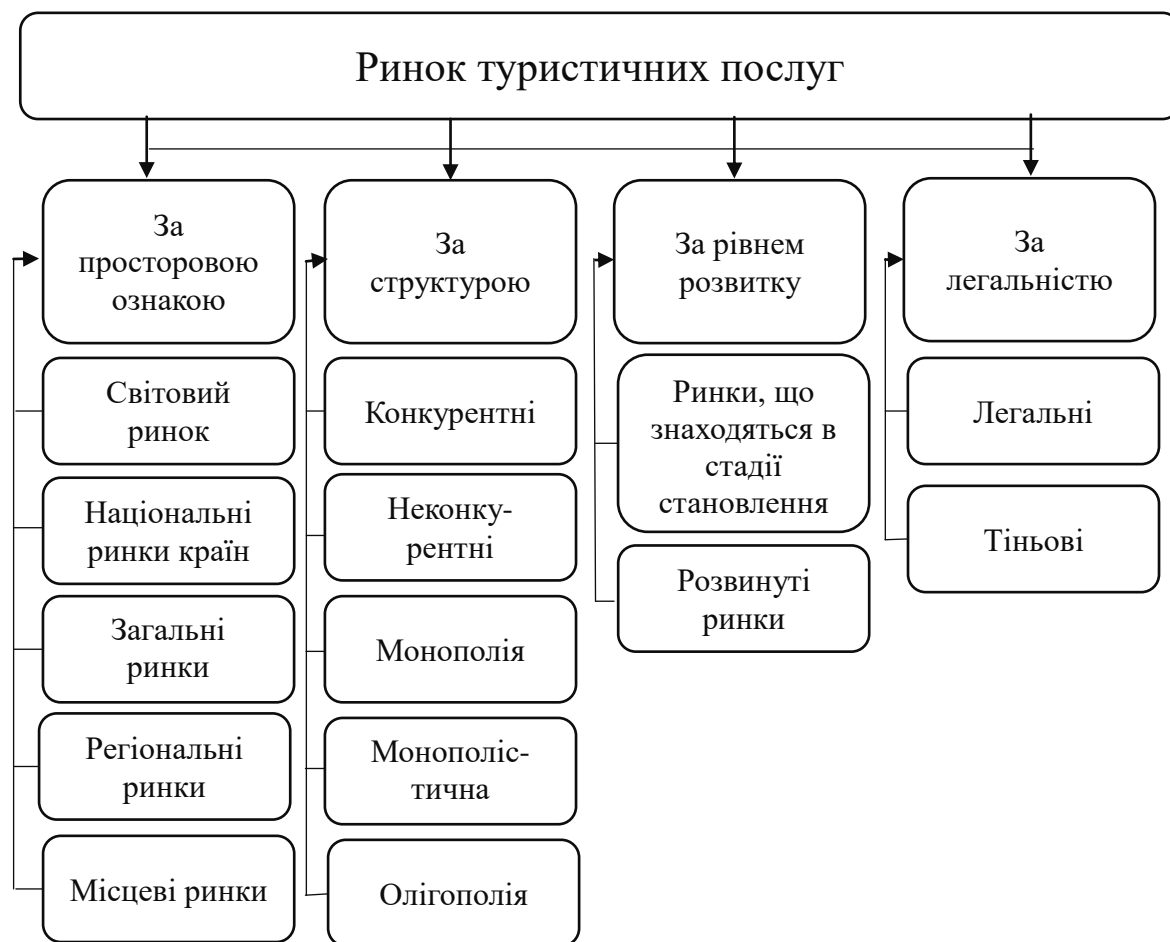 Ринок туристичних послуг
За
просторовою
ознакою
Світовий
ринок
Національні
ринки країн
Загальні
ринки
Регіональні
ринки
Місцеві ринки
За
структурою
Конкурентні
Неконку-
рентні
Монополія
Монополіс-
тична
Олігополія
За рівнем
розвитку
Ринки, що
знаходяться в
стадії
становлення
Розвинуті
ринки
За
легальністю
Легальні
Тіньові